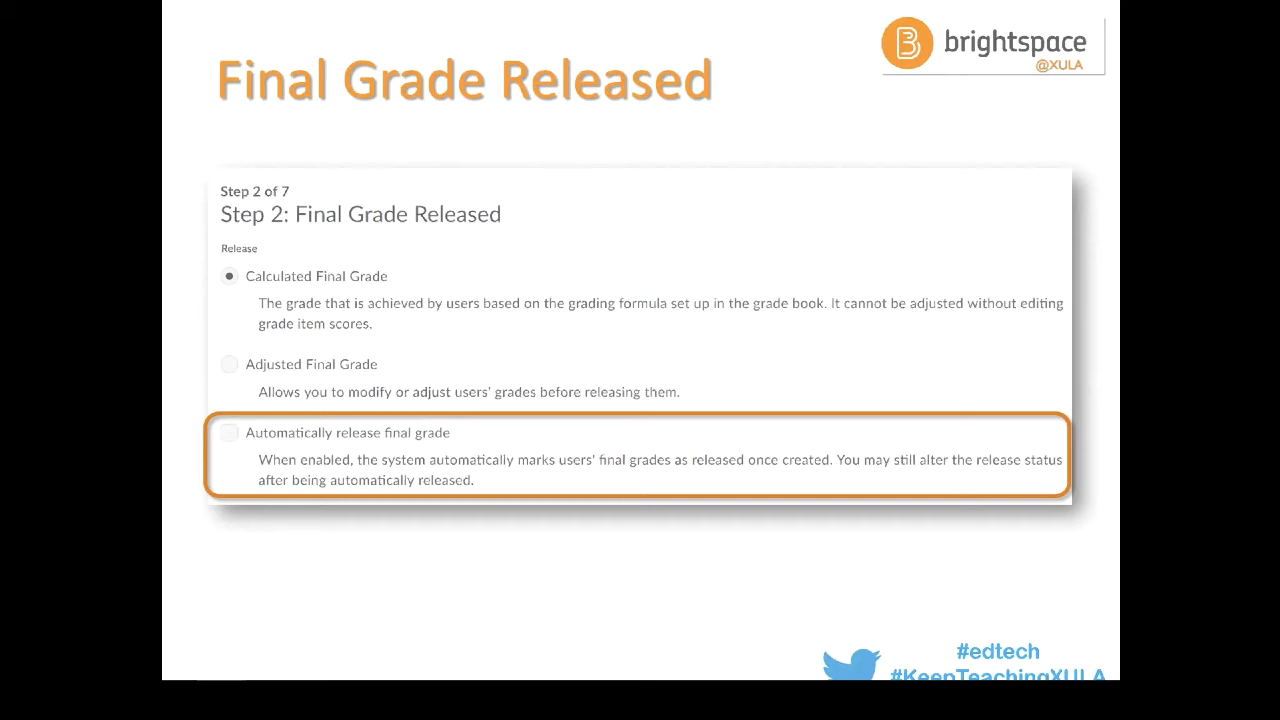 brightspace
@XULA
Final Grade Released
Step 2 of 7
Step 2: Final Grade Released
Release
Calculated Final Grade
The grade that is achieved by users based on the grading formula set up in the grade book. It cannot be adjusted without editing
grade item scores.
Adjusted Final Grade
Allows you to modify or adjust users' grades before releasing them.
Automatically release final grade
When enabled, the system automatically marks users' final grades as released once created. You may still alter the release status
after being automatically released.
#edtech
#KeepTeachingXULA